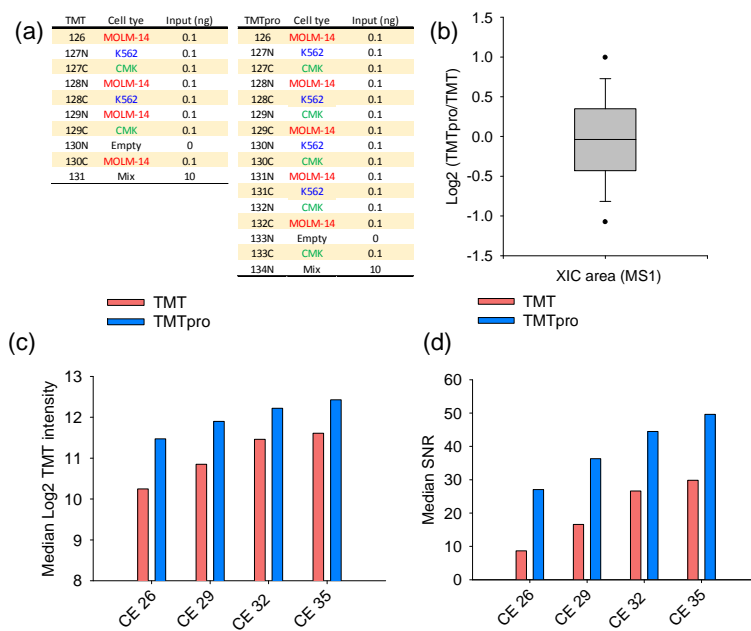 (a)
TMT Cell tye Input (ng)
126 MOLM-14 0.1
127N K562 0.1
127C CMK 0.1
128N MOLM-14 0.1
128C K562 0.1
129N MOLM-14 0.1
129C CMK 0.1
130N Empty 0
130C MOLM-14 0.1
131 Mix 10
TMTpro Cell tye Input (ng)
126 MOLM-14 0.1
127N K562 0.1
127C CMK 0.1
128N MOLM-14 0.1
128C K562 0.1
129N CMK 0.1
129C MOLM-14 0.1
130N K562 0.1
130C CMK 0.1
131N MOLM-14 0.1
131C K562 0.1
132N CMK 0.1
132C MOLM-14 0.1
133N Empty 0
133C CMK 0.1
134N Mix 10
(b)
Log2 (TMTpro/TMT)
1.5
1.0
0.5
0.0
-0.5
-1.0
-1.5
XIC area (MS1)
TMT
TMTpro
(c)
Median Log2 TMT intensity
13
12
11
10
9
8
CE 26
CE 29
CE 32
CE 35
TMT
TMTpro
(d)
Median SNR
60
50
40
30
20
10
0
CE 26
CE 29
CE 32
CE 35